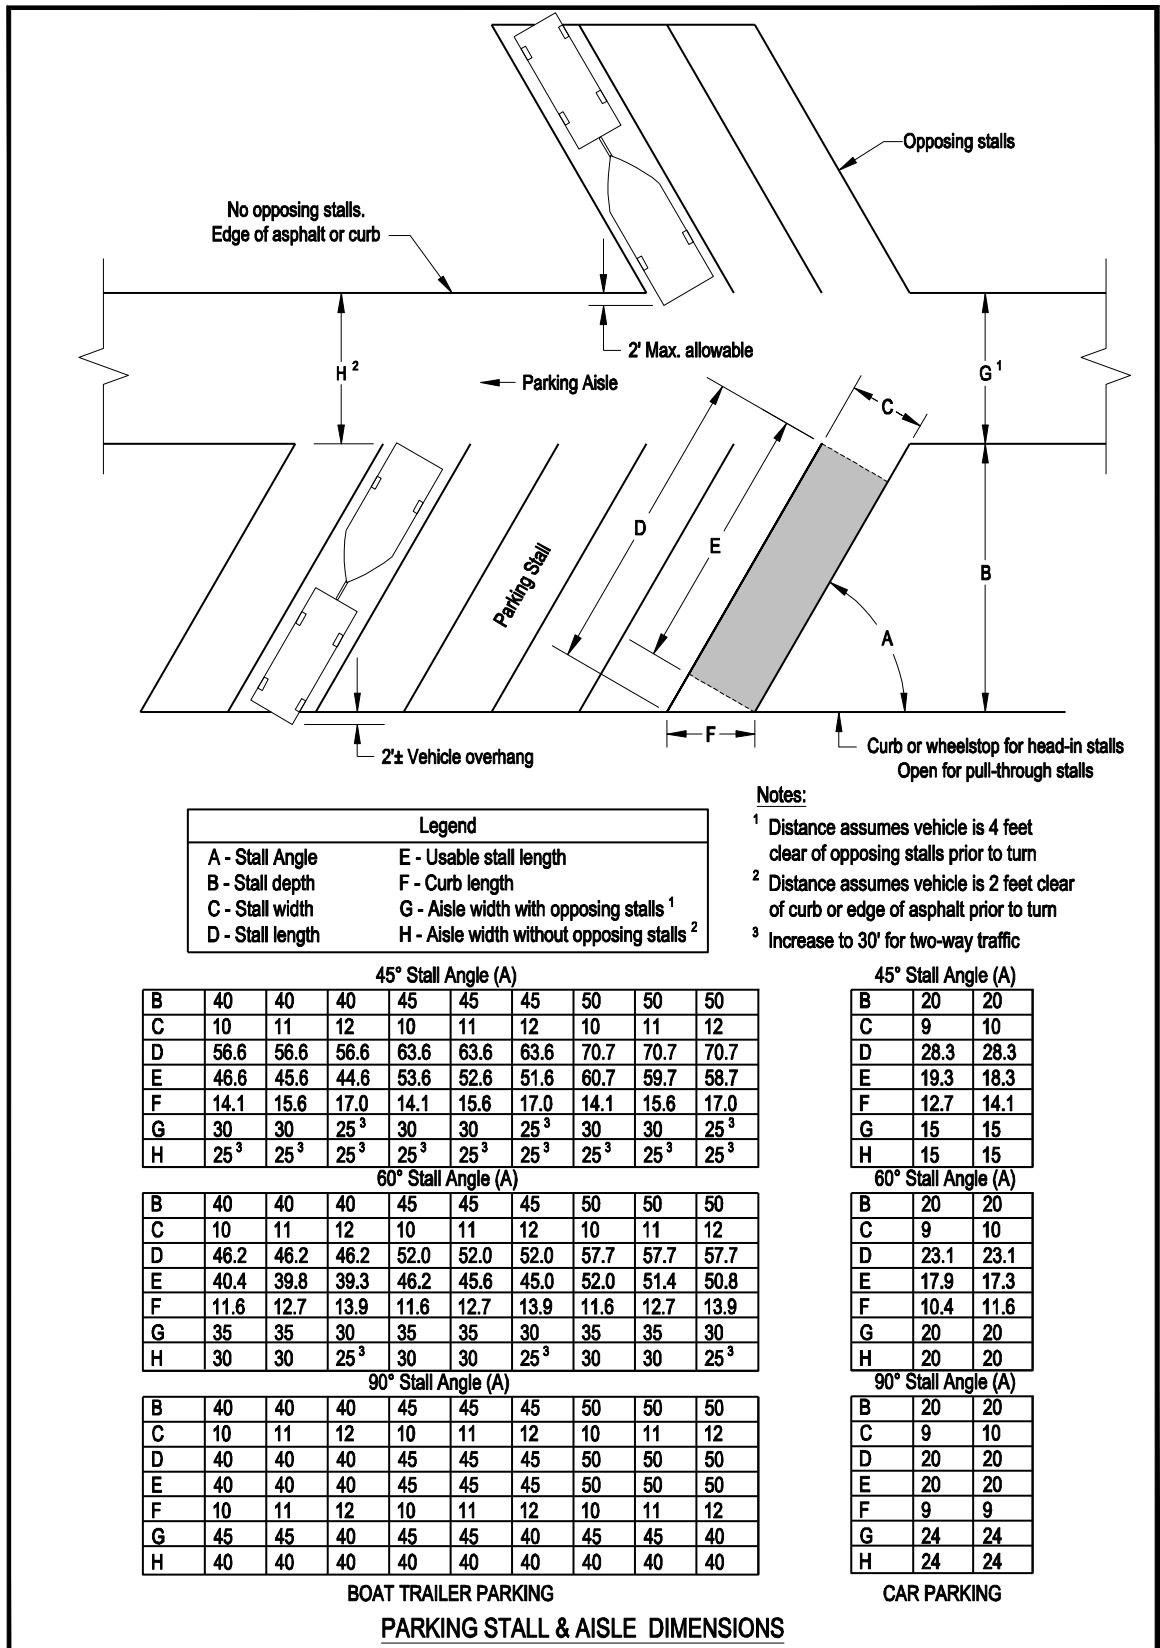 Opposing stalls
No opposing stalls.
Edge of asphalt or curb
2' Max. allowable
H 2
G 1
Parking Aisle
C
D
E
B
Parking Stall
A
F
2'± Vehicle overhang
Curb or wheelstop for head-in stalls
Open for pull-through stalls
Legend
A - Stall Angle E - Usable stall length
B - Stall depth F - Curb length
C - Stall width G - Aisle width with opposing stalls 1
D - Stall length H - Aisle width without opposing stalls 2
Notes:
1 Distance assumes vehicle is 4 feet
clear of opposing stalls prior to turn
2 Distance assumes vehicle is 2 feet clear
of curb or edge of asphalt prior to turn
3 Increase to 30' for two-way traffic
45° Stall Angle (A)
B 40 40 40 45 45 45 50 50 50
C 10 11 12 10 11 12 10 11 12
D 56.6 56.6 56.6 63.6 63.6 63.6 70.7 70.7 70.7
E 46.6 45.6 44.6 53.6 52.6 51.6 60.7 59.7 58.7
F 14.1 15.6 17.0 14.1 15.6 17.0 14.1 15.6 17.0
G 30 30 25 3 30 30 25 3 30 30 25 3
H 25 3 25 3 25 3 25 3 25 3 25 3 25 3 25 3 25 3
60° Stall Angle (A)
B 40 40 40 45 45 45 50 50 50
C 10 11 12 10 11 12 10 11 12
D 46.2 46.2 46.2 52.0 52.0 52.0 57.7 57.7 57.7
E 40.4 39.8 39.3 46.2 45.6 45.0 52.0 51.4 50.8
F 11.6 12.7 13.9 11.6 12.7 13.9 11.6 12.7 13.9
G 35 35 30 35 35 30 35 35 30
H 30 30 25 3 30 30 25 3 30 30 25 3
90° Stall Angle (A)
B 40 40 40 45 45 45 50 50 50
C 10 11 12 10 11 12 10 11 12
D 40 40 40 45 45 45 50 50 50
E 40 40 40 45 45 45 50 50 50
F 10 11 12 10 11 12 10 11 12
G 45 45 40 45 45 40 45 45 40
H 40 40 40 40 40 40 40 40 40
BOAT TRAILER PARKING
45° Stall Angle (A)
B 20 20
C 9 10
D 28.3 28.3
E 19.3 18.3
F 12.7 14.1
G 15 15
H 15 15
60° Stall Angle (A)
B 20 20
C 9 10
D 23.1 23.1
E 17.9 17.3
F 10.4 11.6
G 20 20
H 20 20
90° Stall Angle (A)
B 20 20
C 9 10
D 20 20
E 20 20
F 9 9
G 24 24
H 24 24
CAR PARKING
PARKING STALL & AISLE DIMENSIONS